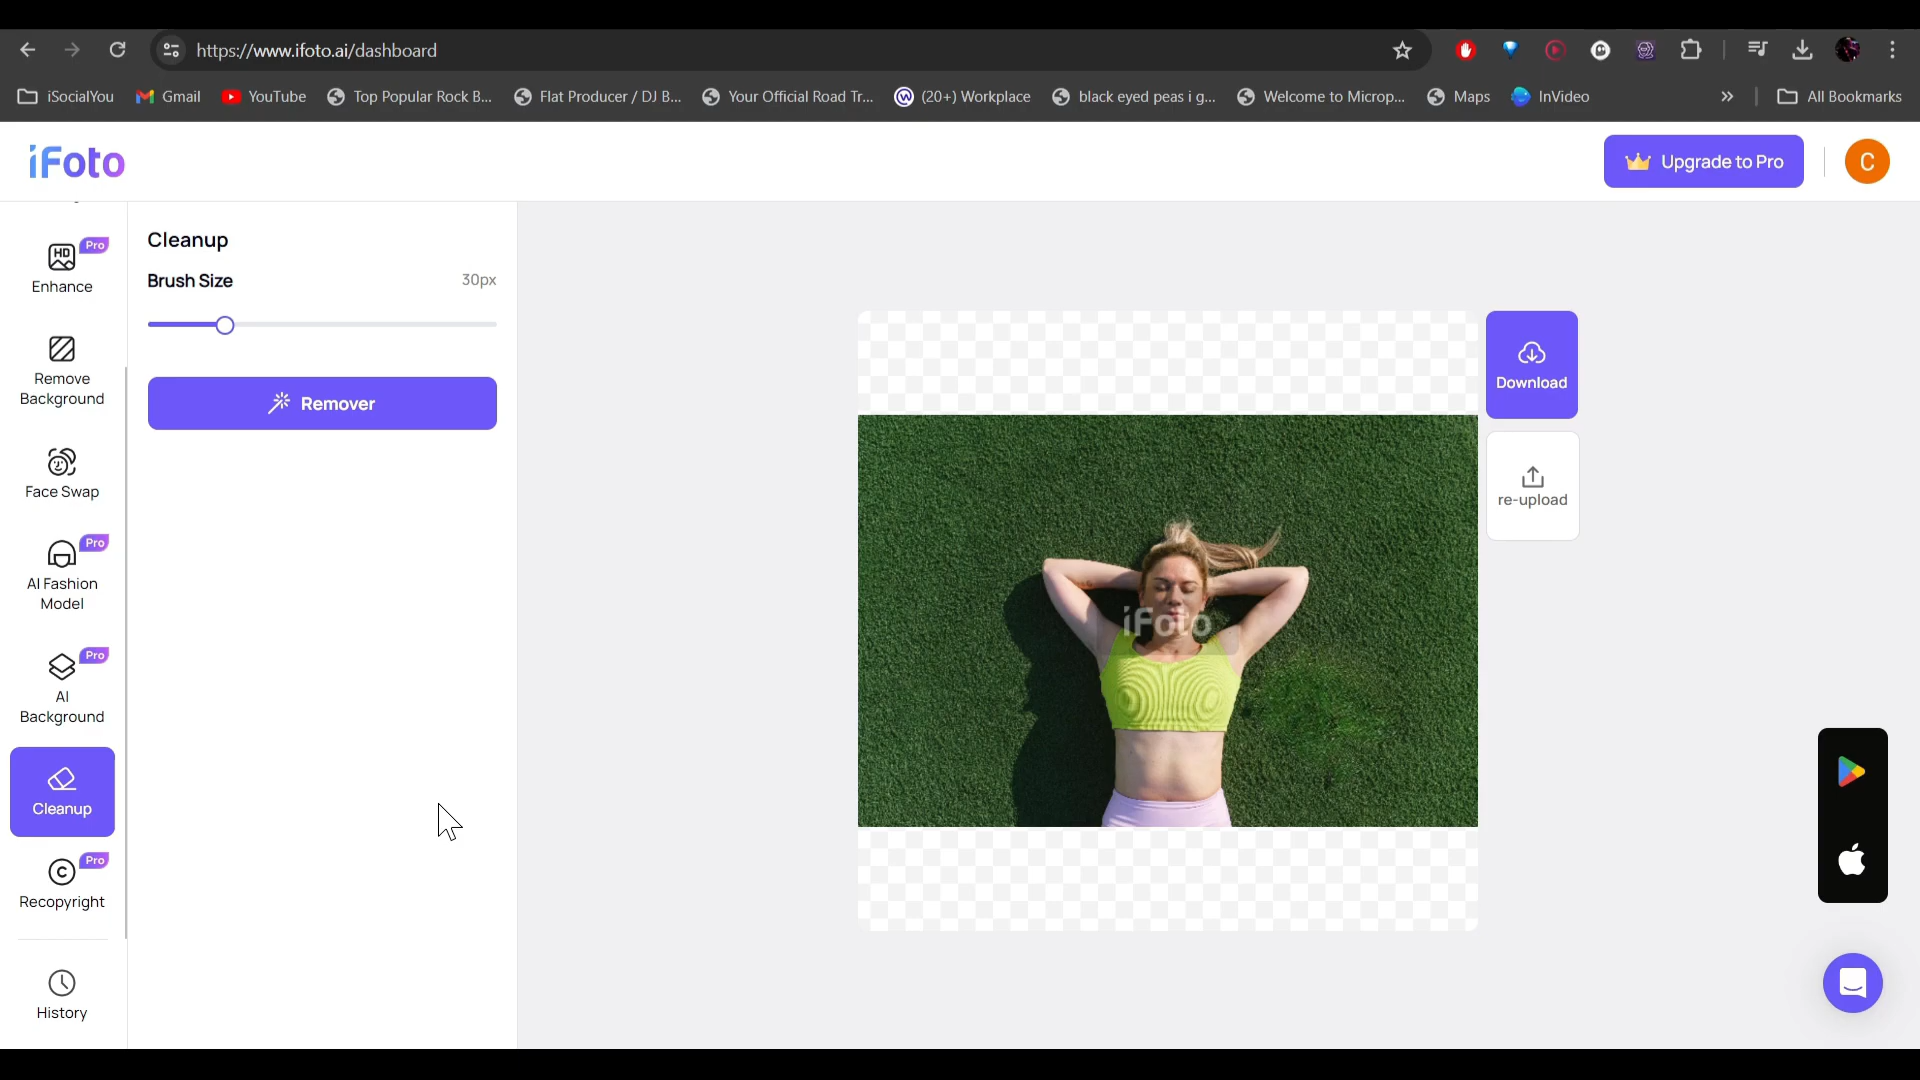 https://www.ifoto.ai/dashboard
iSocialYou
Gmail
YouTube
Top Popular Rock B...
Flat Producer / DJ B...
Your Official Road Tr...
(20+) Workplace
black eyed peas i g...
Welcome to Microp...
Maps
InVideo
All Bookmarks
iFoto
Upgrade to Pro
C
HD
Pro
Enhance
Remove
Background
Face Swap
Pro
AI Fashion
Model
Pro
AI
Background
Cleanup
Pro
Recopyright
History
Cleanup
Brush Size
30px
Remover
iFoto
Download
re-upload